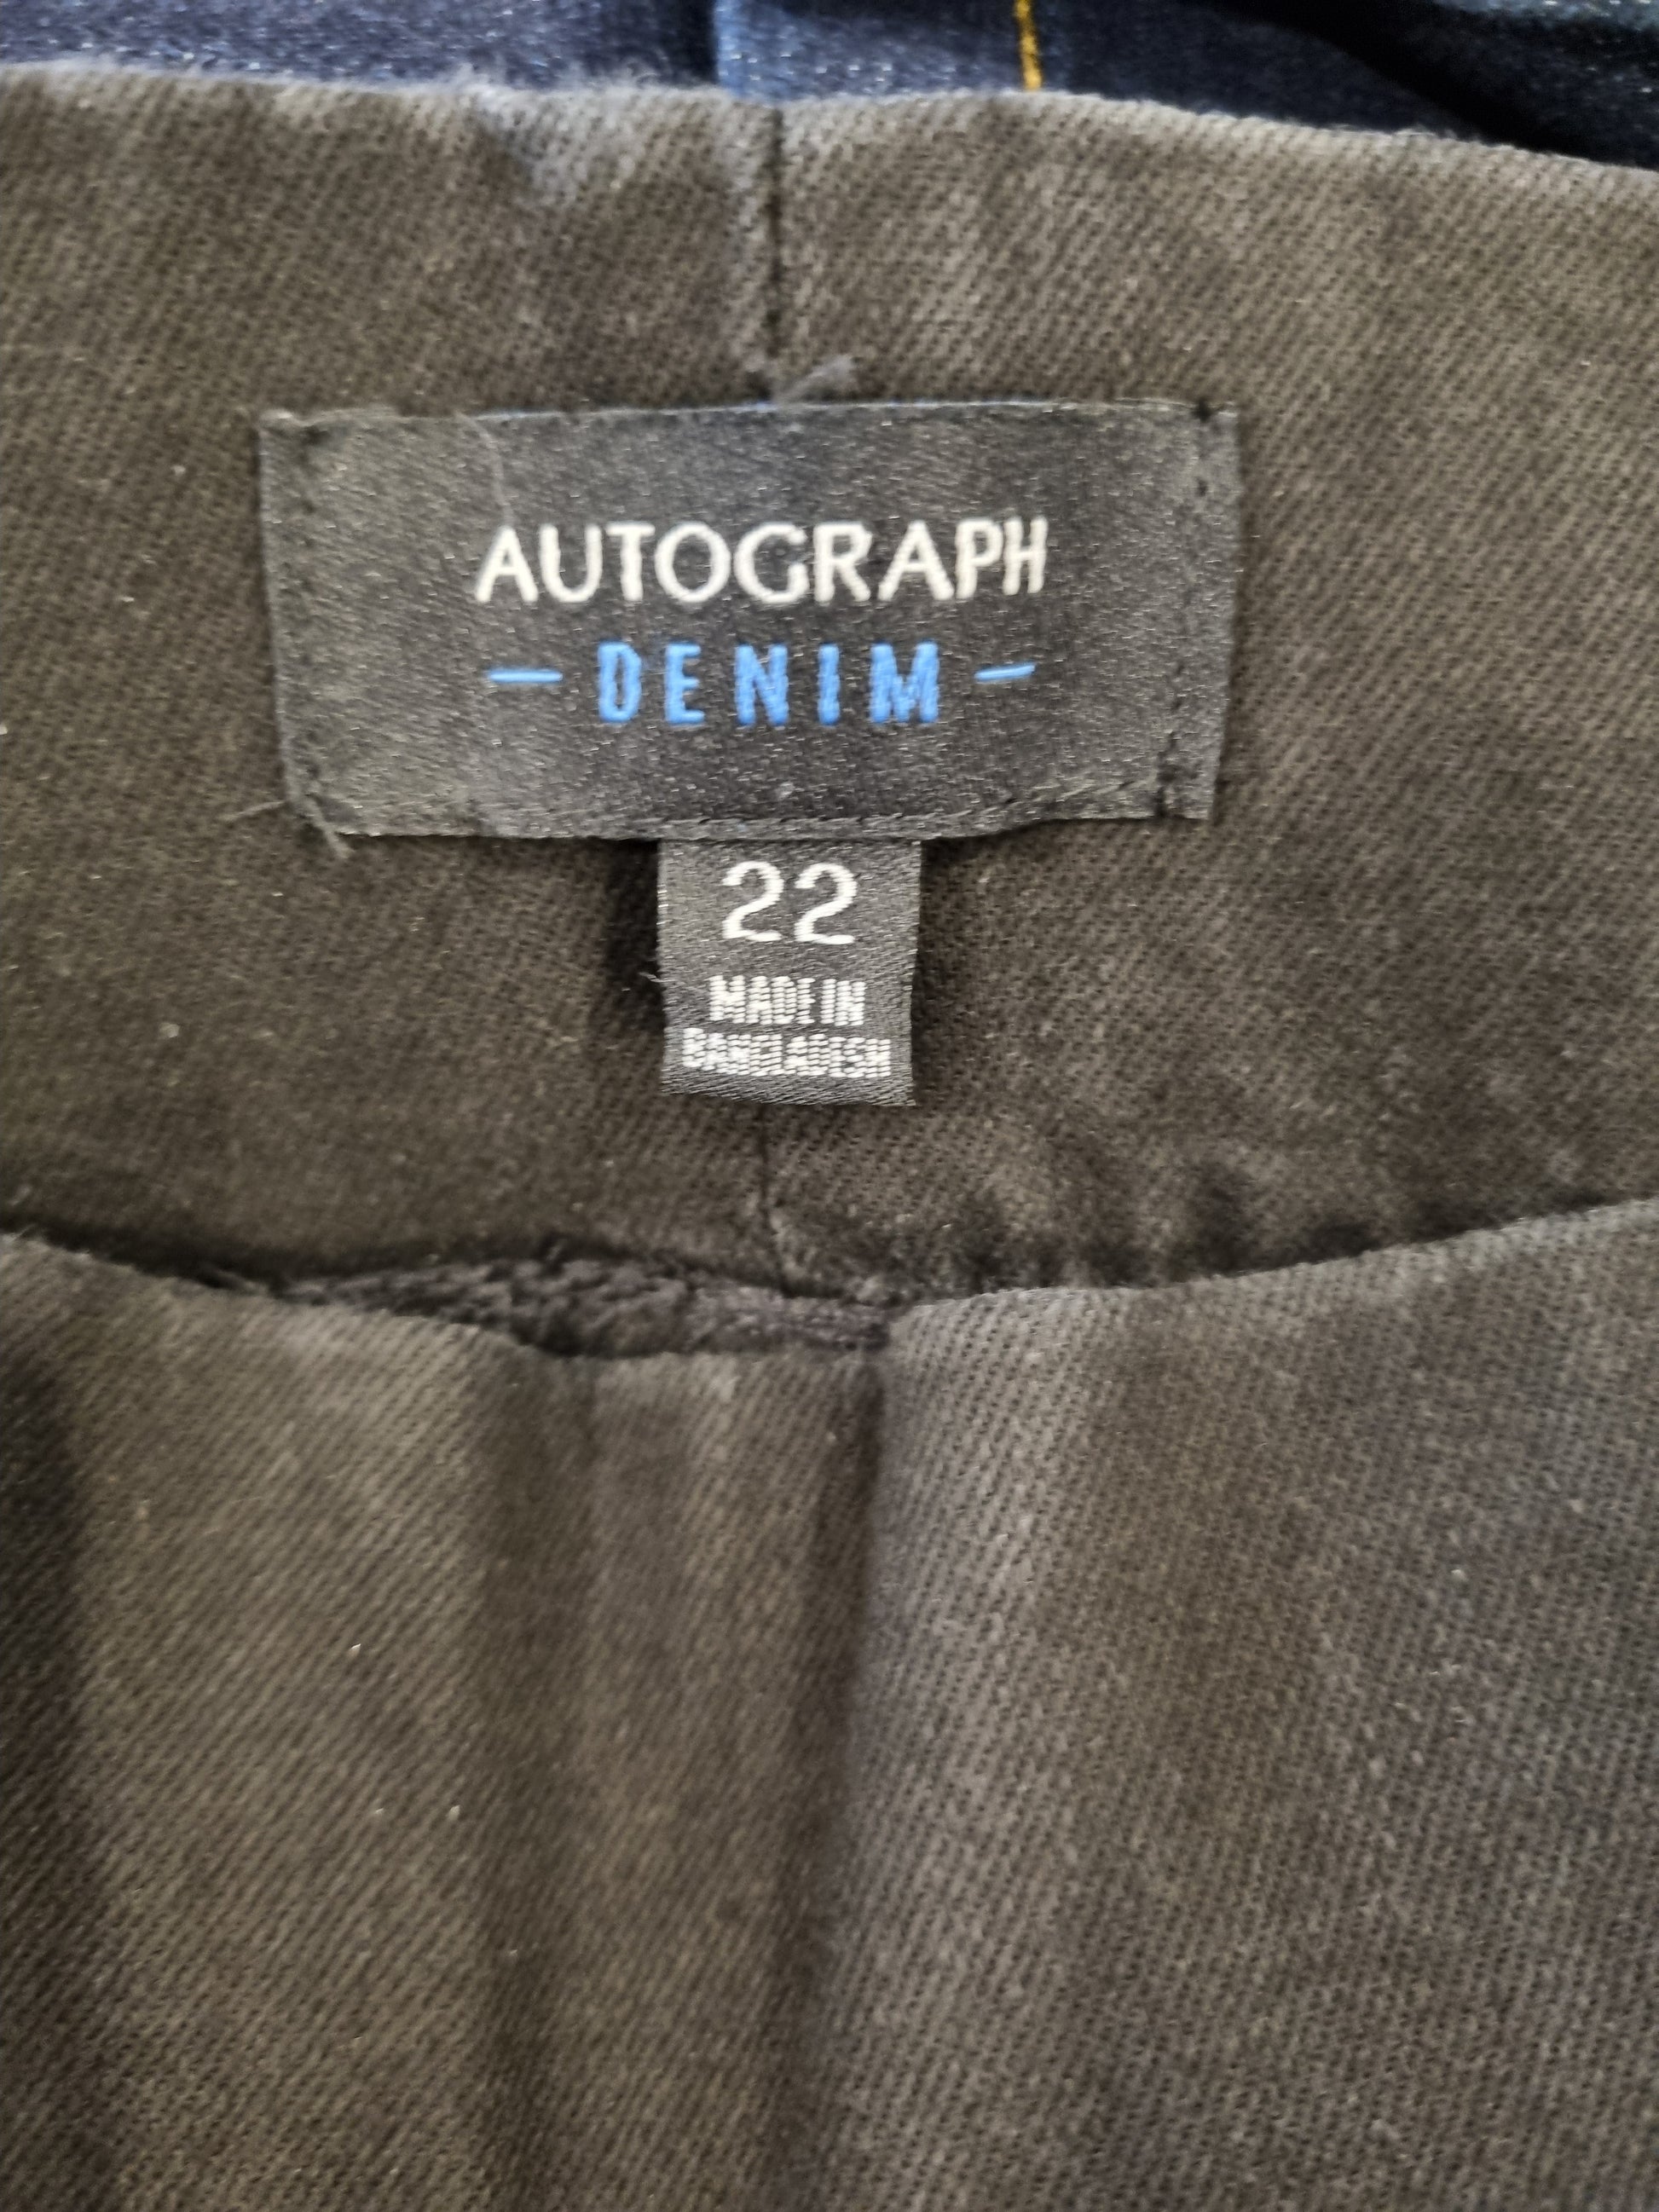 AUTOGRAPH
- DENIM -
22
MADE IN
BANGLADESH